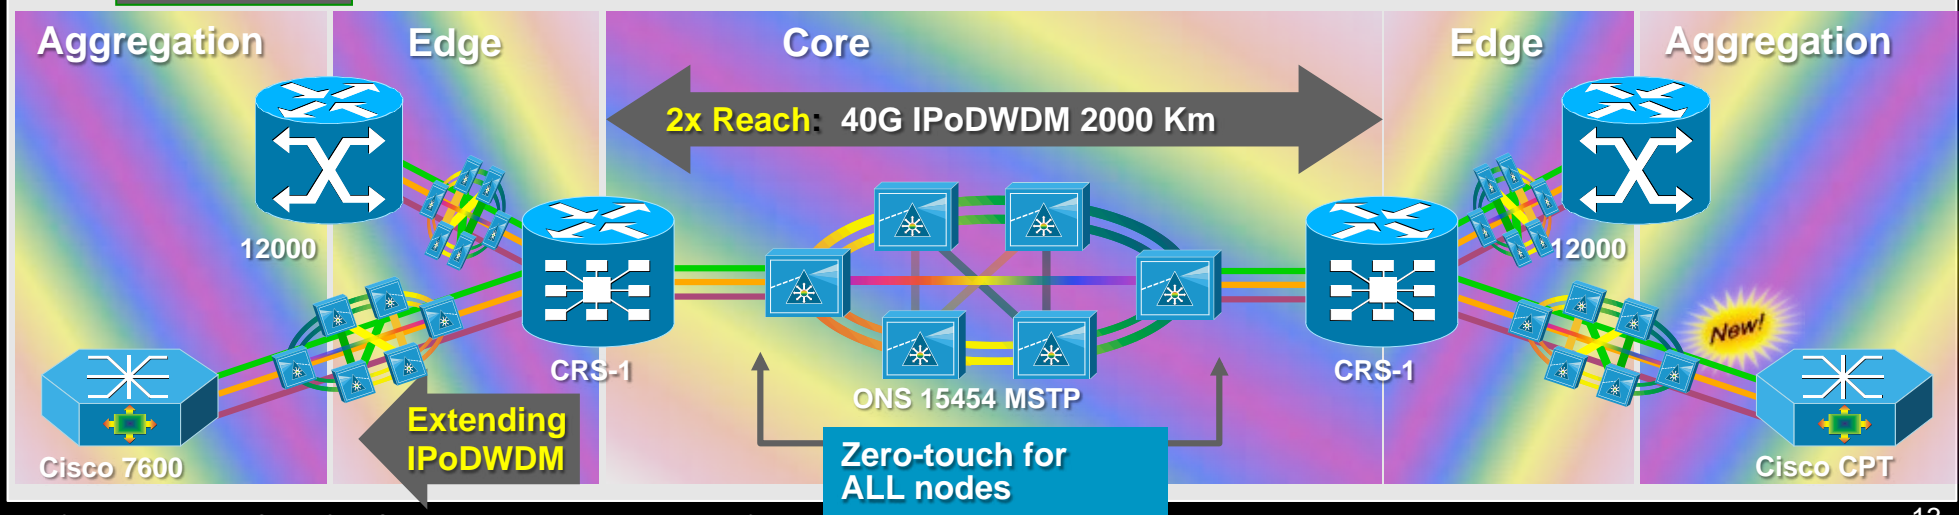 Aggregation
Edge
Core
Edge
Aggregation
2x Reach: 40G IPoDWDM 2000 Km
12000
12000
New!
CRS-1
CRS-1
ONS 15454 MSTP
Extending
IPoDWDM
Zero-touch for
ALL nodes
Cisco 7600
Cisco CPT